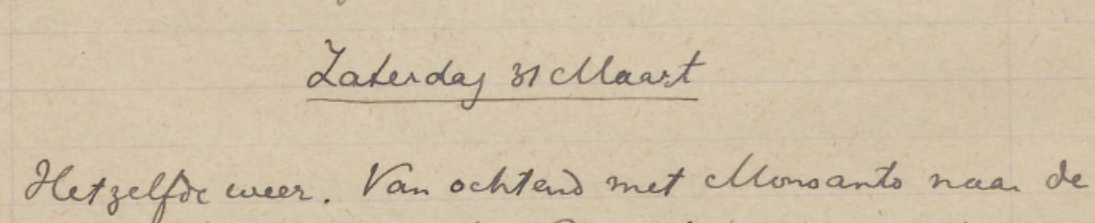 Zaterdag 31 Maart
Hetzelfde weer. Van ochtend met Monsanto naar de